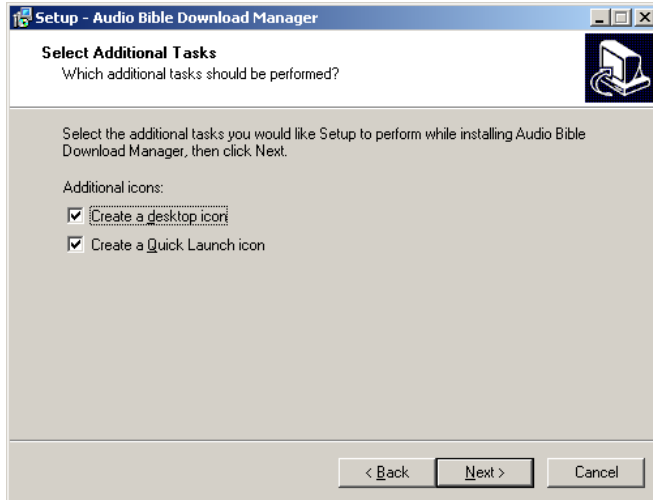 Setup - Audio Bible Download Manager
Select Additional Tasks
Which additional tasks should be performed?
Select the additional tasks you would like Setup to perform while installing Audio Bible
Download Manager, then click Next.
Additional icons:
Create a desktop icon
Create a Quick Launch icon
< Back Next > Cancel